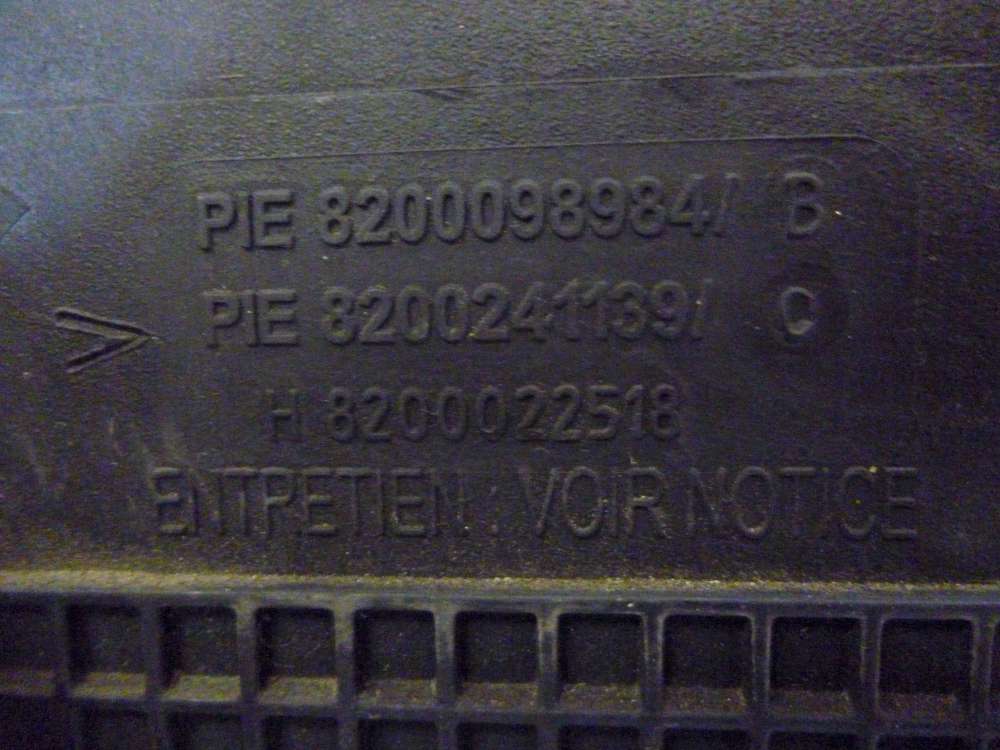 PIE 8200098984/ B
PIE 8200241139/ C
H 8200022518
ENTRETIEN : VOIR NOTICE